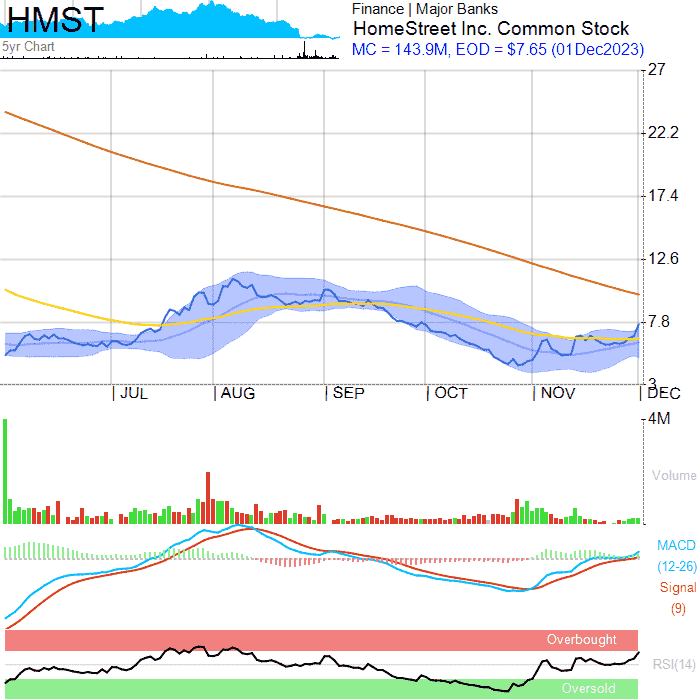 HMST
5yr Chart
Finance | Major Banks
HomeStreet Inc. Common Stock
MC = 143.9M, EOD = $7.65 (01Dec2023)
27
22.2
17.4
12.6
7.8
3
JUL AUG SEP OCT NOV DEC
4M
Volume
MACD
(12-26)
Signal
(9)
Overbought
RSI(14)
Oversold